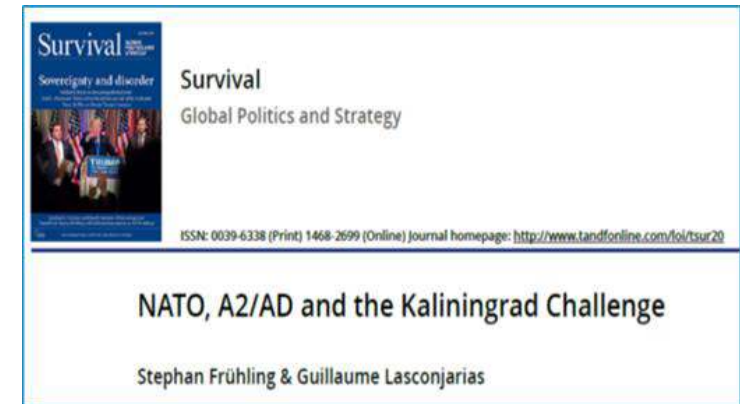 Survival
Sovereignty and disorder
TRUMP
Survival
Global Politics and Strategy
ISSN: 0039-6338 (Print) 1468-2699 (Online) Journal homepage: http://www.tandfonline.com/loi/tsur20
NATO, A2/AD and the Kaliningrad Challenge
Stephan Frühling & Guillaume Lasconjarias